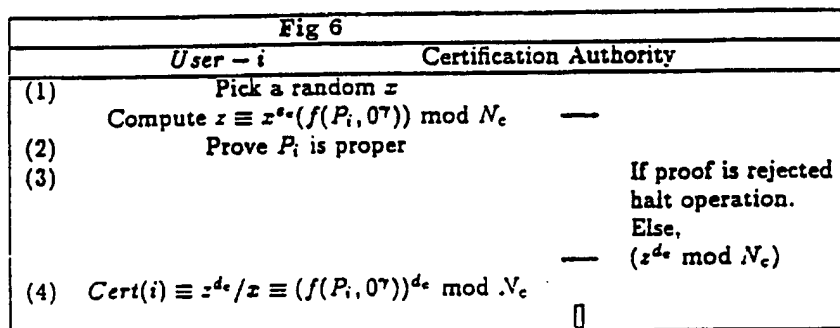 Fig 6
User – i Certification Authority
(1) Pick a random x
Compute z ≡ x^{e_c}(f(P_i, 0^γ)) mod N_c —
(2) Prove P_i is proper
(3) If proof is rejected
halt operation.
Else,
— (z^{d_c} mod N_c)
(4) Cert(i) ≡ z^{d_c}/x ≡ (f(P_i, 0^γ))^{d_c} mod N_c
▯